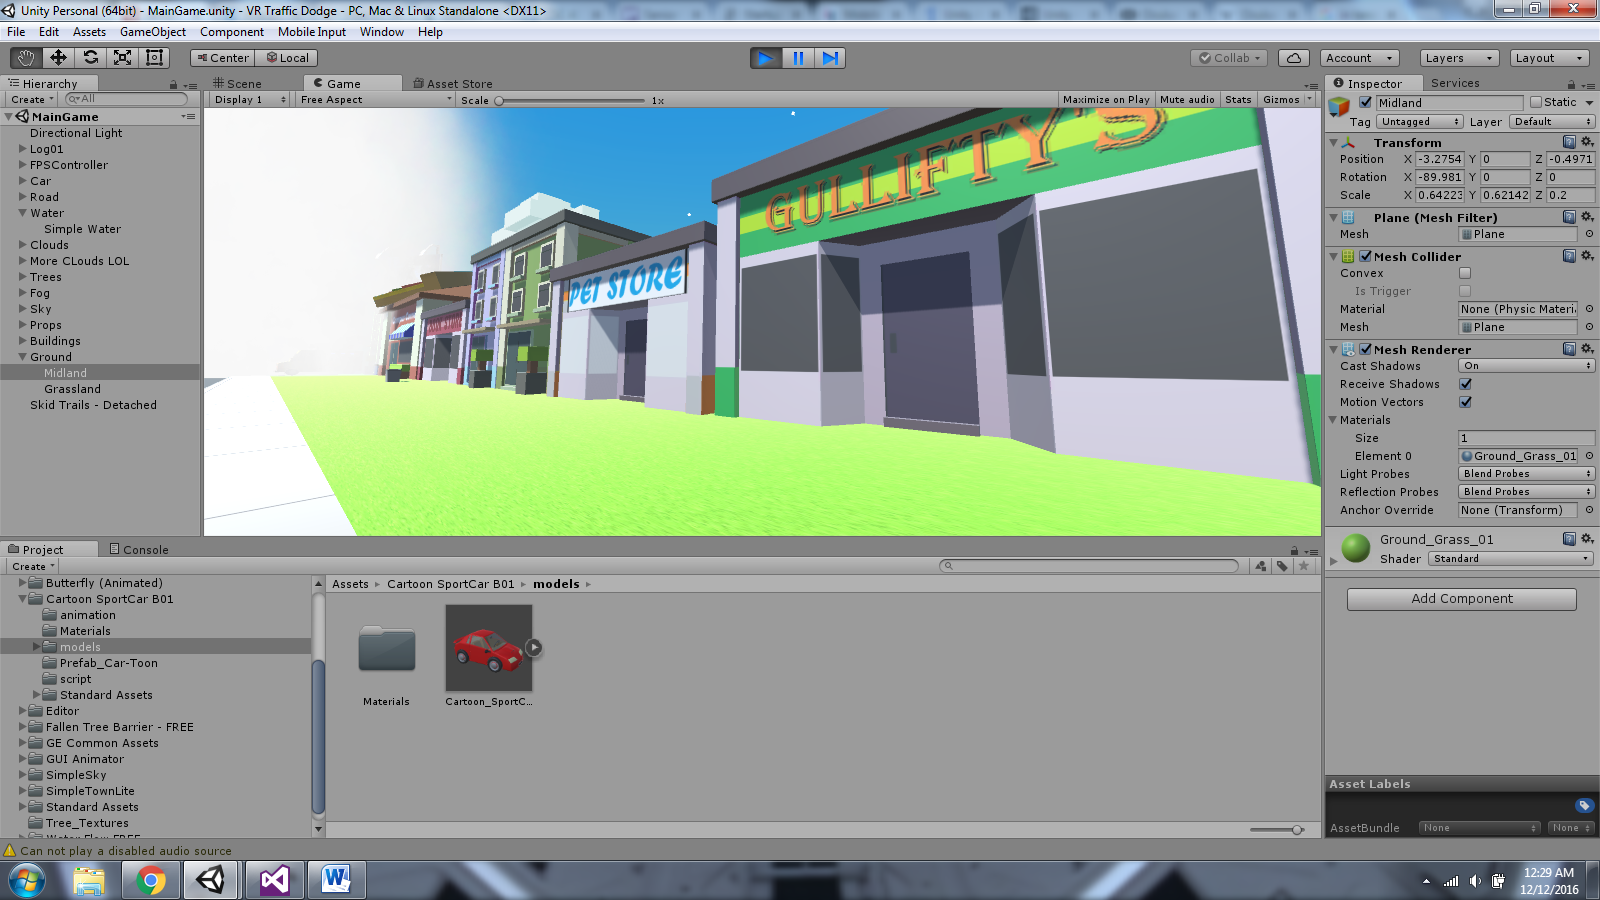 Unity Personal (64bit) - MainGame.unity - VR Traffic Dodge - PC, Mac & Linux Standalone <DX11>
File Edit Assets GameObject Component Mobile Input Window Help
Center Local
Collab Account Layers Layout
Hierarchy
Create All
MainGame
Directional Light
Log01
FPSController
Car
Road
Water
Simple Water
Clouds
More CLouds LOL
Trees
Fog
Sky
Props
Buildings
Ground
Midland
Grassland
Skid Trails - Detached
Scene Game Asset Store
Display 1 Free Aspect Scale 1x Maximize on Play Mute audio Stats Gizmos
GULLIFTY'S
PET STORE
Inspector Services
Midland Static
Tag Untagged Layer Default
Transform
Position X -3.2754 Y 0 Z -0.4971
Rotation X -89.981 Y 0 Z 0
Scale X 0.64223 Y 0.62142 Z 0.2
Plane (Mesh Filter)
Mesh Plane
Mesh Collider
Convex
Is Trigger
Material None (Physic Materi
Mesh Plane
Mesh Renderer
Cast Shadows On
Receive Shadows
Motion Vectors
Materials
Size 1
Element 0 Ground_Grass_01
Light Probes Blend Probes
Reflection Probes Blend Probes
Anchor Override None (Transform)
Ground_Grass_01
Shader Standard
Add Component
Asset Labels
AssetBundle None None
Project Console
Create
Butterfly (Animated)
Cartoon SportCar B01
animation
Materials
models
Prefab_Car-Toon
script
Standard Assets
Editor
Fallen Tree Barrier - FREE
GE Common Assets
GUI Animator
SimpleSky
SimpleTownLite
Standard Assets
Tree_Textures
Assets Cartoon SportCar B01 models
Materials Cartoon_SportC...
Can not play a disabled audio source
12:29 AM
12/12/2016